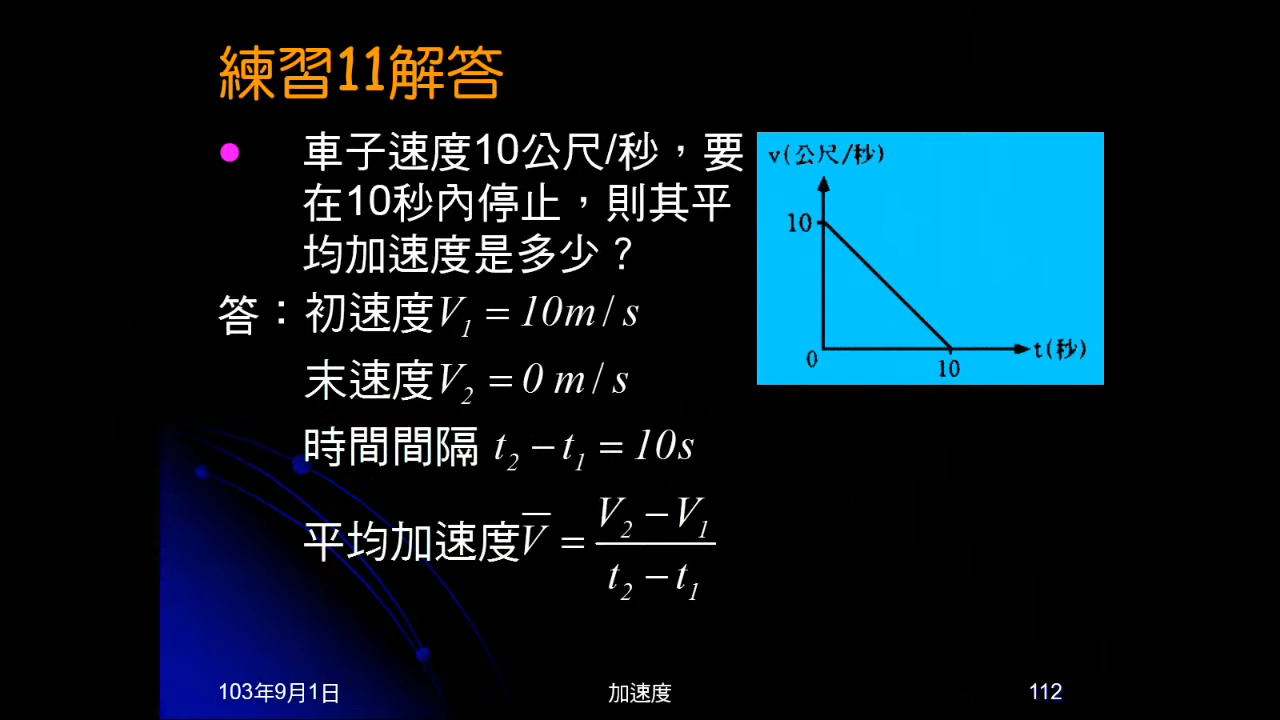 練習11解答
車子速度10公尺/秒，要
在10秒內停止，則其平
均加速度是多少？
答：初速度V₁ = 10m / s
末速度V₂ = 0 m / s
時間間隔 t₂ − t₁ = 10s
平均加速度V̅ = (V₂ − V₁) / (t₂ − t₁)
v(公尺/秒)
10
0
10
t(秒)
103年9月1日
加速度
112